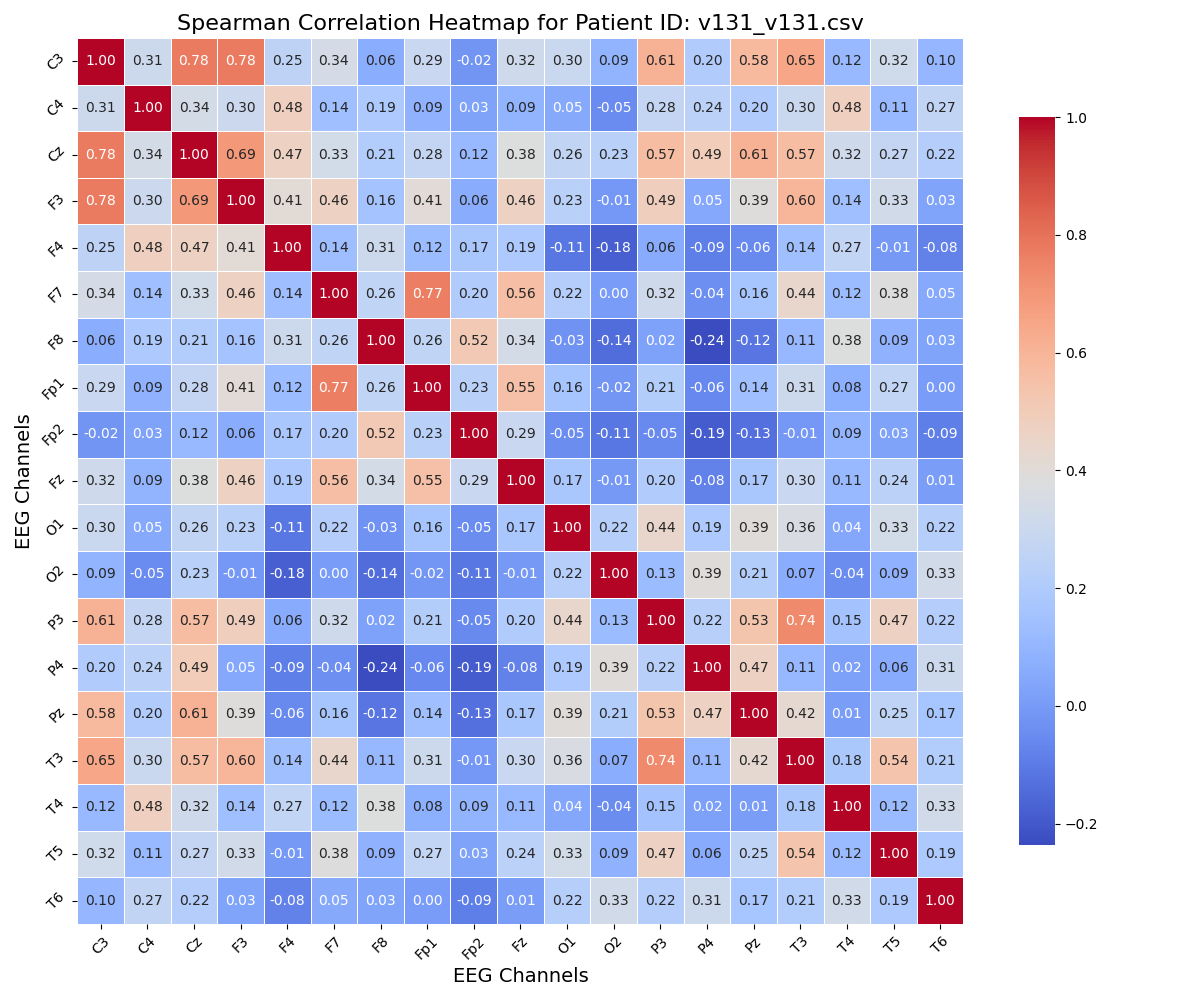 Spearman Correlation Heatmap for Patient ID: v131_v131.csv
EEG Channels
C3 1.00 0.31 0.78 0.78 0.25 0.34 0.06 0.29 -0.02 0.32 0.30 0.09 0.61 0.20 0.58 0.65 0.12 0.32 0.10
C4 0.31 1.00 0.34 0.30 0.48 0.14 0.19 0.09 0.03 0.09 0.05 -0.05 0.28 0.24 0.20 0.30 0.48 0.11 0.27
Cz 0.78 0.34 1.00 0.69 0.47 0.33 0.21 0.28 0.12 0.38 0.26 0.23 0.57 0.49 0.61 0.57 0.32 0.27 0.22
F3 0.78 0.30 0.69 1.00 0.41 0.46 0.16 0.41 0.06 0.46 0.23 -0.01 0.49 0.05 0.39 0.60 0.14 0.33 0.03
F4 0.25 0.48 0.47 0.41 1.00 0.14 0.31 0.12 0.17 0.19 -0.11 -0.18 0.06 -0.09 -0.06 0.14 0.27 -0.01 -0.08
F7 0.34 0.14 0.33 0.46 0.14 1.00 0.26 0.77 0.20 0.56 0.22 0.00 0.32 -0.04 0.16 0.44 0.12 0.38 0.05
F8 0.06 0.19 0.21 0.16 0.31 0.26 1.00 0.26 0.52 0.34 -0.03 -0.14 0.02 -0.24 -0.12 0.11 0.38 0.09 0.03
Fp1 0.29 0.09 0.28 0.41 0.12 0.77 0.26 1.00 0.23 0.55 0.16 -0.02 0.21 -0.06 0.14 0.31 0.08 0.27 0.00
Fp2 -0.02 0.03 0.12 0.06 0.17 0.20 0.52 0.23 1.00 0.29 -0.05 -0.11 -0.05 -0.19 -0.13 -0.01 0.09 0.03 -0.09
Fz 0.32 0.09 0.38 0.46 0.19 0.56 0.34 0.55 0.29 1.00 0.17 -0.01 0.20 -0.08 0.17 0.30 0.11 0.24 0.01
O1 0.30 0.05 0.26 0.23 -0.11 0.22 -0.03 0.16 -0.05 0.17 1.00 0.22 0.44 0.19 0.39 0.36 0.04 0.33 0.22
O2 0.09 -0.05 0.23 -0.01 -0.18 0.00 -0.14 -0.02 -0.11 -0.01 0.22 1.00 0.13 0.39 0.21 0.07 -0.04 0.09 0.33
P3 0.61 0.28 0.57 0.49 0.06 0.32 0.02 0.21 -0.05 0.20 0.44 0.13 1.00 0.22 0.53 0.74 0.15 0.47 0.22
P4 0.20 0.24 0.49 0.05 -0.09 -0.04 -0.24 -0.06 -0.19 -0.08 0.19 0.39 0.22 1.00 0.47 0.11 0.02 0.06 0.31
Pz 0.58 0.20 0.61 0.39 -0.06 0.16 -0.12 0.14 -0.13 0.17 0.39 0.21 0.53 0.47 1.00 0.42 0.01 0.25 0.17
T3 0.65 0.30 0.57 0.60 0.14 0.44 0.11 0.31 -0.01 0.30 0.36 0.07 0.74 0.11 0.42 1.00 0.18 0.54 0.21
T4 0.12 0.48 0.32 0.14 0.27 0.12 0.38 0.08 0.09 0.11 0.04 -0.04 0.15 0.02 0.01 0.18 1.00 0.12 0.33
T5 0.32 0.11 0.27 0.33 -0.01 0.38 0.09 0.27 0.03 0.24 0.33 0.09 0.47 0.06 0.25 0.54 0.12 1.00 0.19
T6 0.10 0.27 0.22 0.03 -0.08 0.05 0.03 0.00 -0.09 0.01 0.22 0.33 0.22 0.31 0.17 0.21 0.33 0.19 1.00
C3 C4 Cz F3 F4 F7 F8 Fp1 Fp2 Fz O1 O2 P3 P4 Pz T3 T4 T5 T6
EEG Channels
1.0
0.8
0.6
0.4
0.2
0.0
−0.2